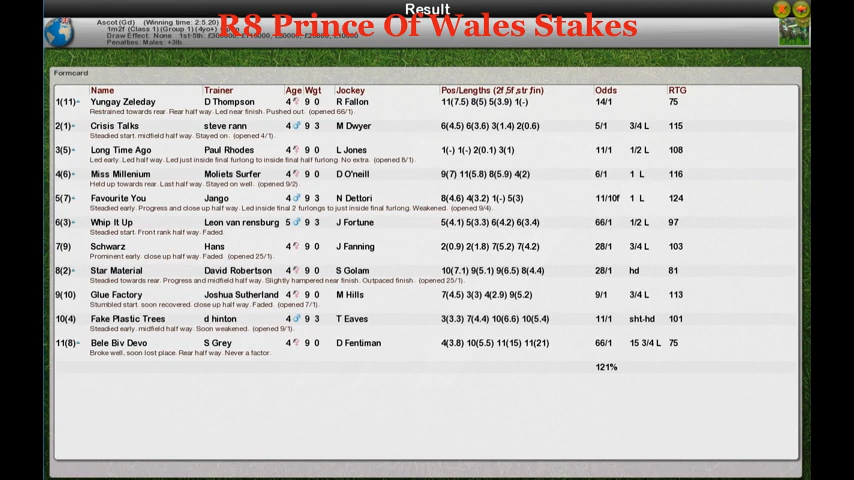 Result
R8 Prince Of Wales Stakes
Ascot(Gd) (Winning time: 2:5.20)
1m2f (Class 1)(Group 1)(4yo+)
Draw Effect: None 1st-5th:
Penalties: Males: +3lb
Formcard
Name Trainer Age Wgt Jockey Pos/Lengths (2f,5f,str,fin) Odds RTG
1(11) Yungay Zeleday D Thompson 4 9 0 R Fallon 11(7.5) 8(5) 5(3.9) 1(-) 14/1 75
Restrained towards rear. Rear half way. Led near finish. Pushed out. (opened 66/1).
2(1) Crisis Talks steve rann 4 9 3 M Dwyer 6(4.5) 6(3.6) 3(1.4) 2(0.6) 5/1 3/4 L 115
Steadied start. midfield half way. Stayed on. (opened 4/1).
3(5) Long Time Ago Paul Rhodes 4 9 0 L Jones 1(-) 1(-) 2(0.1) 3(1) 11/1 1/2 L 108
Led early. Led half way. Led just inside final furlong to inside final half furlong. No extra. (opened 8/1).
4(6) Miss Millenium Moliets Surfer 4 9 0 D O'neill 9(7) 11(5.8) 8(5.9) 4(2) 6/1 1 L 116
Held up towards rear. Last half way. Stayed on well. (opened 9/2).
5(7) Favourite You Jango 4 9 3 N Dettori 8(4.6) 4(3.2) 1(-) 5(3) 11/10f 1 L 124
Steadied early. Progress and close up half way. Led inside final 2 furlongs to just inside final furlong. Weakened. (opened 9/4).
6(3) Whip It Up Leon van rensburg 5 9 3 J Fortune 5(4.1) 5(3.3) 6(4.2) 6(3.4) 66/1 1/2 L 97
Steadied start. Front rank half way. Faded.
7(9) Schwarz Hans 4 9 0 J Fanning 2(0.9) 2(1.8) 7(5.2) 7(4.2) 28/1 3/4 L 103
Prominent early. close up half way. Faded. (opened 25/1).
8(2) Star Material David Robertson 4 9 0 S Golam 10(7.1) 9(5.1) 9(6.5) 8(4.4) 28/1 hd 81
Steadied towards rear. Progress and midfield half way. Slightly hampered near finish. Outpaced finish. (opened 25/1).
9(10) Glue Factory Joshua Sutherland 4 9 0 M Hills 7(4.5) 3(3) 4(2.9) 9(5.2) 9/1 3/4 L 113
Stumbled start. soon recovered. close up half way. Faded. (opened 7/1).
10(4) Fake Plastic Trees d hinton 4 9 3 T Eaves 3(3.3) 7(4.4) 10(6.6) 10(5.4) 11/1 sht-hd 101
Steadied early. midfield half way. Soon weakened. (opened 9/1).
11(8) Bele Biv Devo S Grey 4 9 0 D Fentiman 4(3.8) 10(5.5) 11(15) 11(21) 66/1 15 3/4 L 75
Broke well, soon lost place. Rear half way. Never a factor.
121%